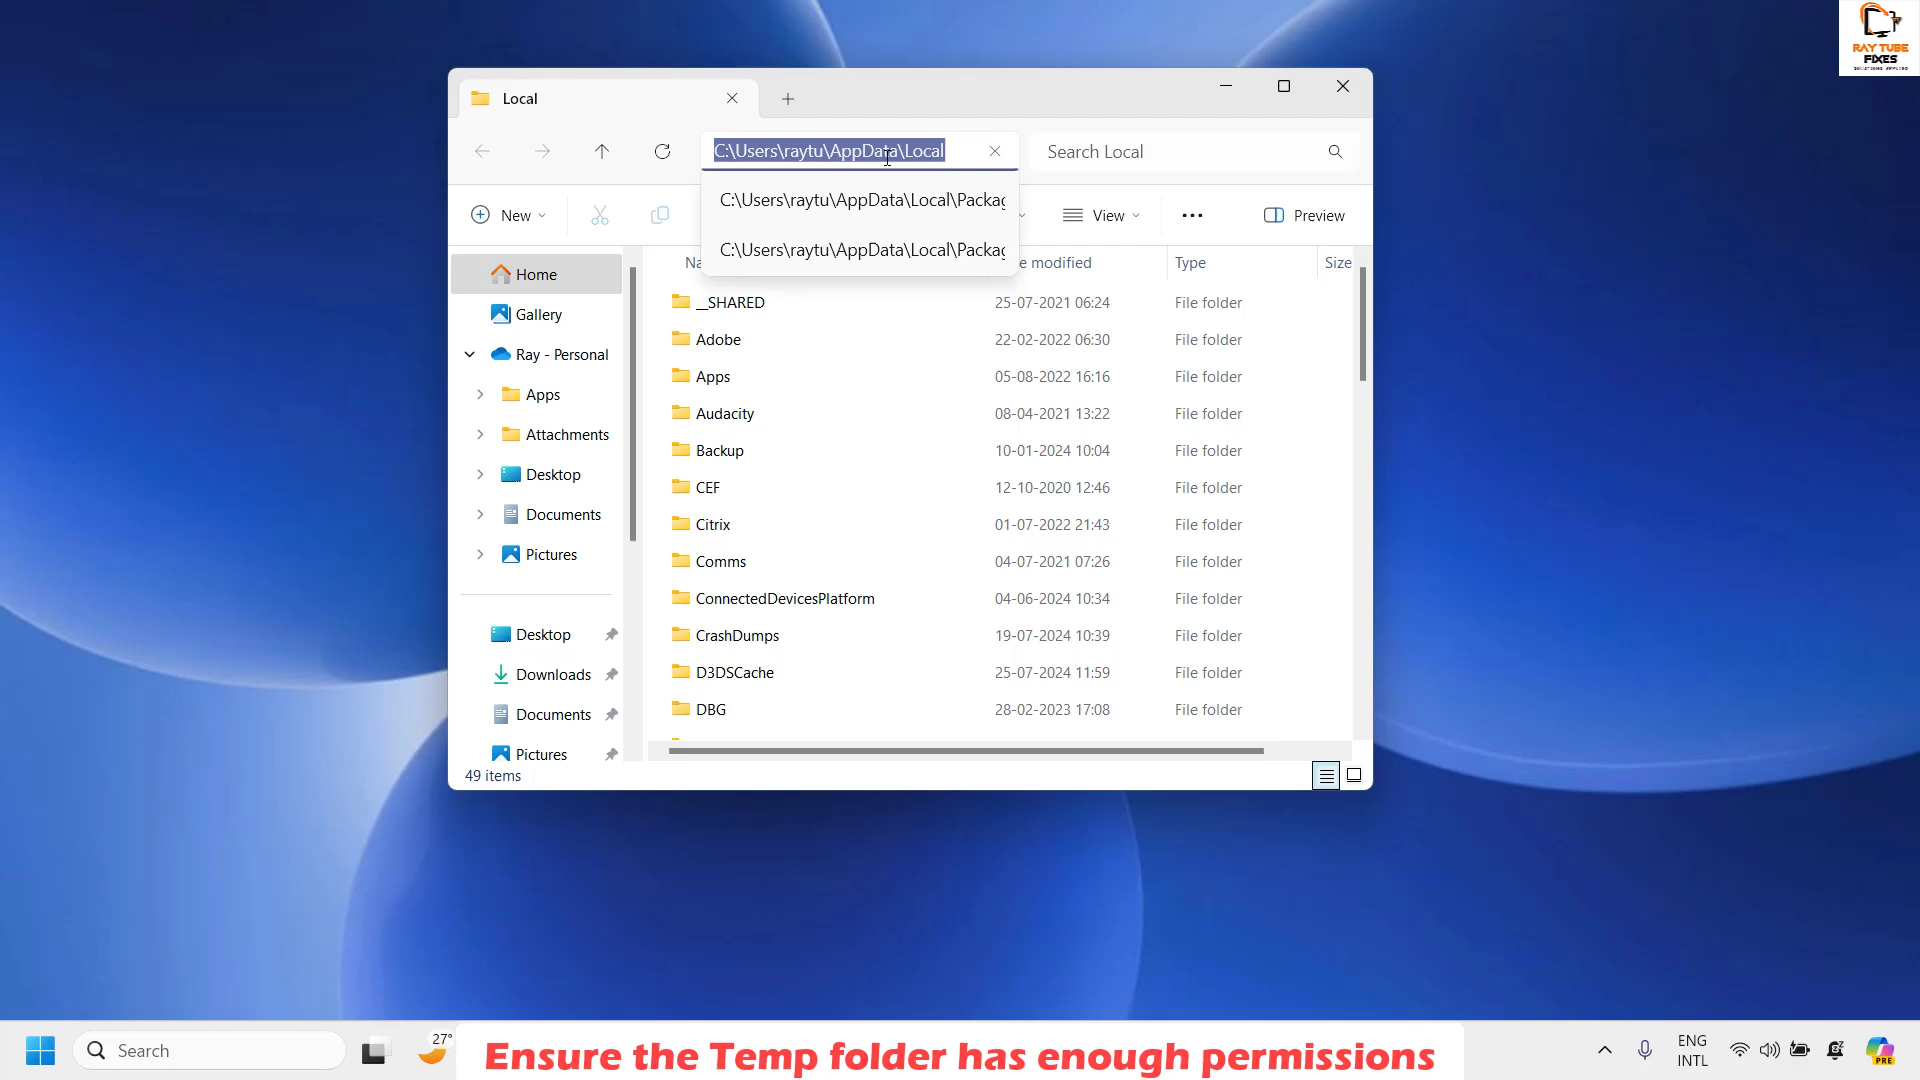 RAY TUBE
FIXES
Local
C:\Users\raytu\AppData\Local
Search Local
C:\Users\raytu\AppData\Local\Packag
C:\Users\raytu\AppData\Local\Packag
New
View
Preview
Home
Gallery
Ray - Personal
Apps
Attachments
Desktop
Documents
Pictures
Desktop
Downloads
Documents
Pictures
Na
e modified
Type
Size
__SHARED 25-07-2021 06:24 File folder
Adobe 22-02-2022 06:30 File folder
Apps 05-08-2022 16:16 File folder
Audacity 08-04-2021 13:22 File folder
Backup 10-01-2024 10:04 File folder
CEF 12-10-2020 12:46 File folder
Citrix 01-07-2022 21:43 File folder
Comms 04-07-2021 07:26 File folder
ConnectedDevicesPlatform 04-06-2024 10:34 File folder
CrashDumps 19-07-2024 10:39 File folder
D3DSCache 25-07-2024 11:59 File folder
DBG 28-02-2023 17:08 File folder
49 items
Search
27°
Ensure the Temp folder has enough permissions
ENG
INTL
PRE